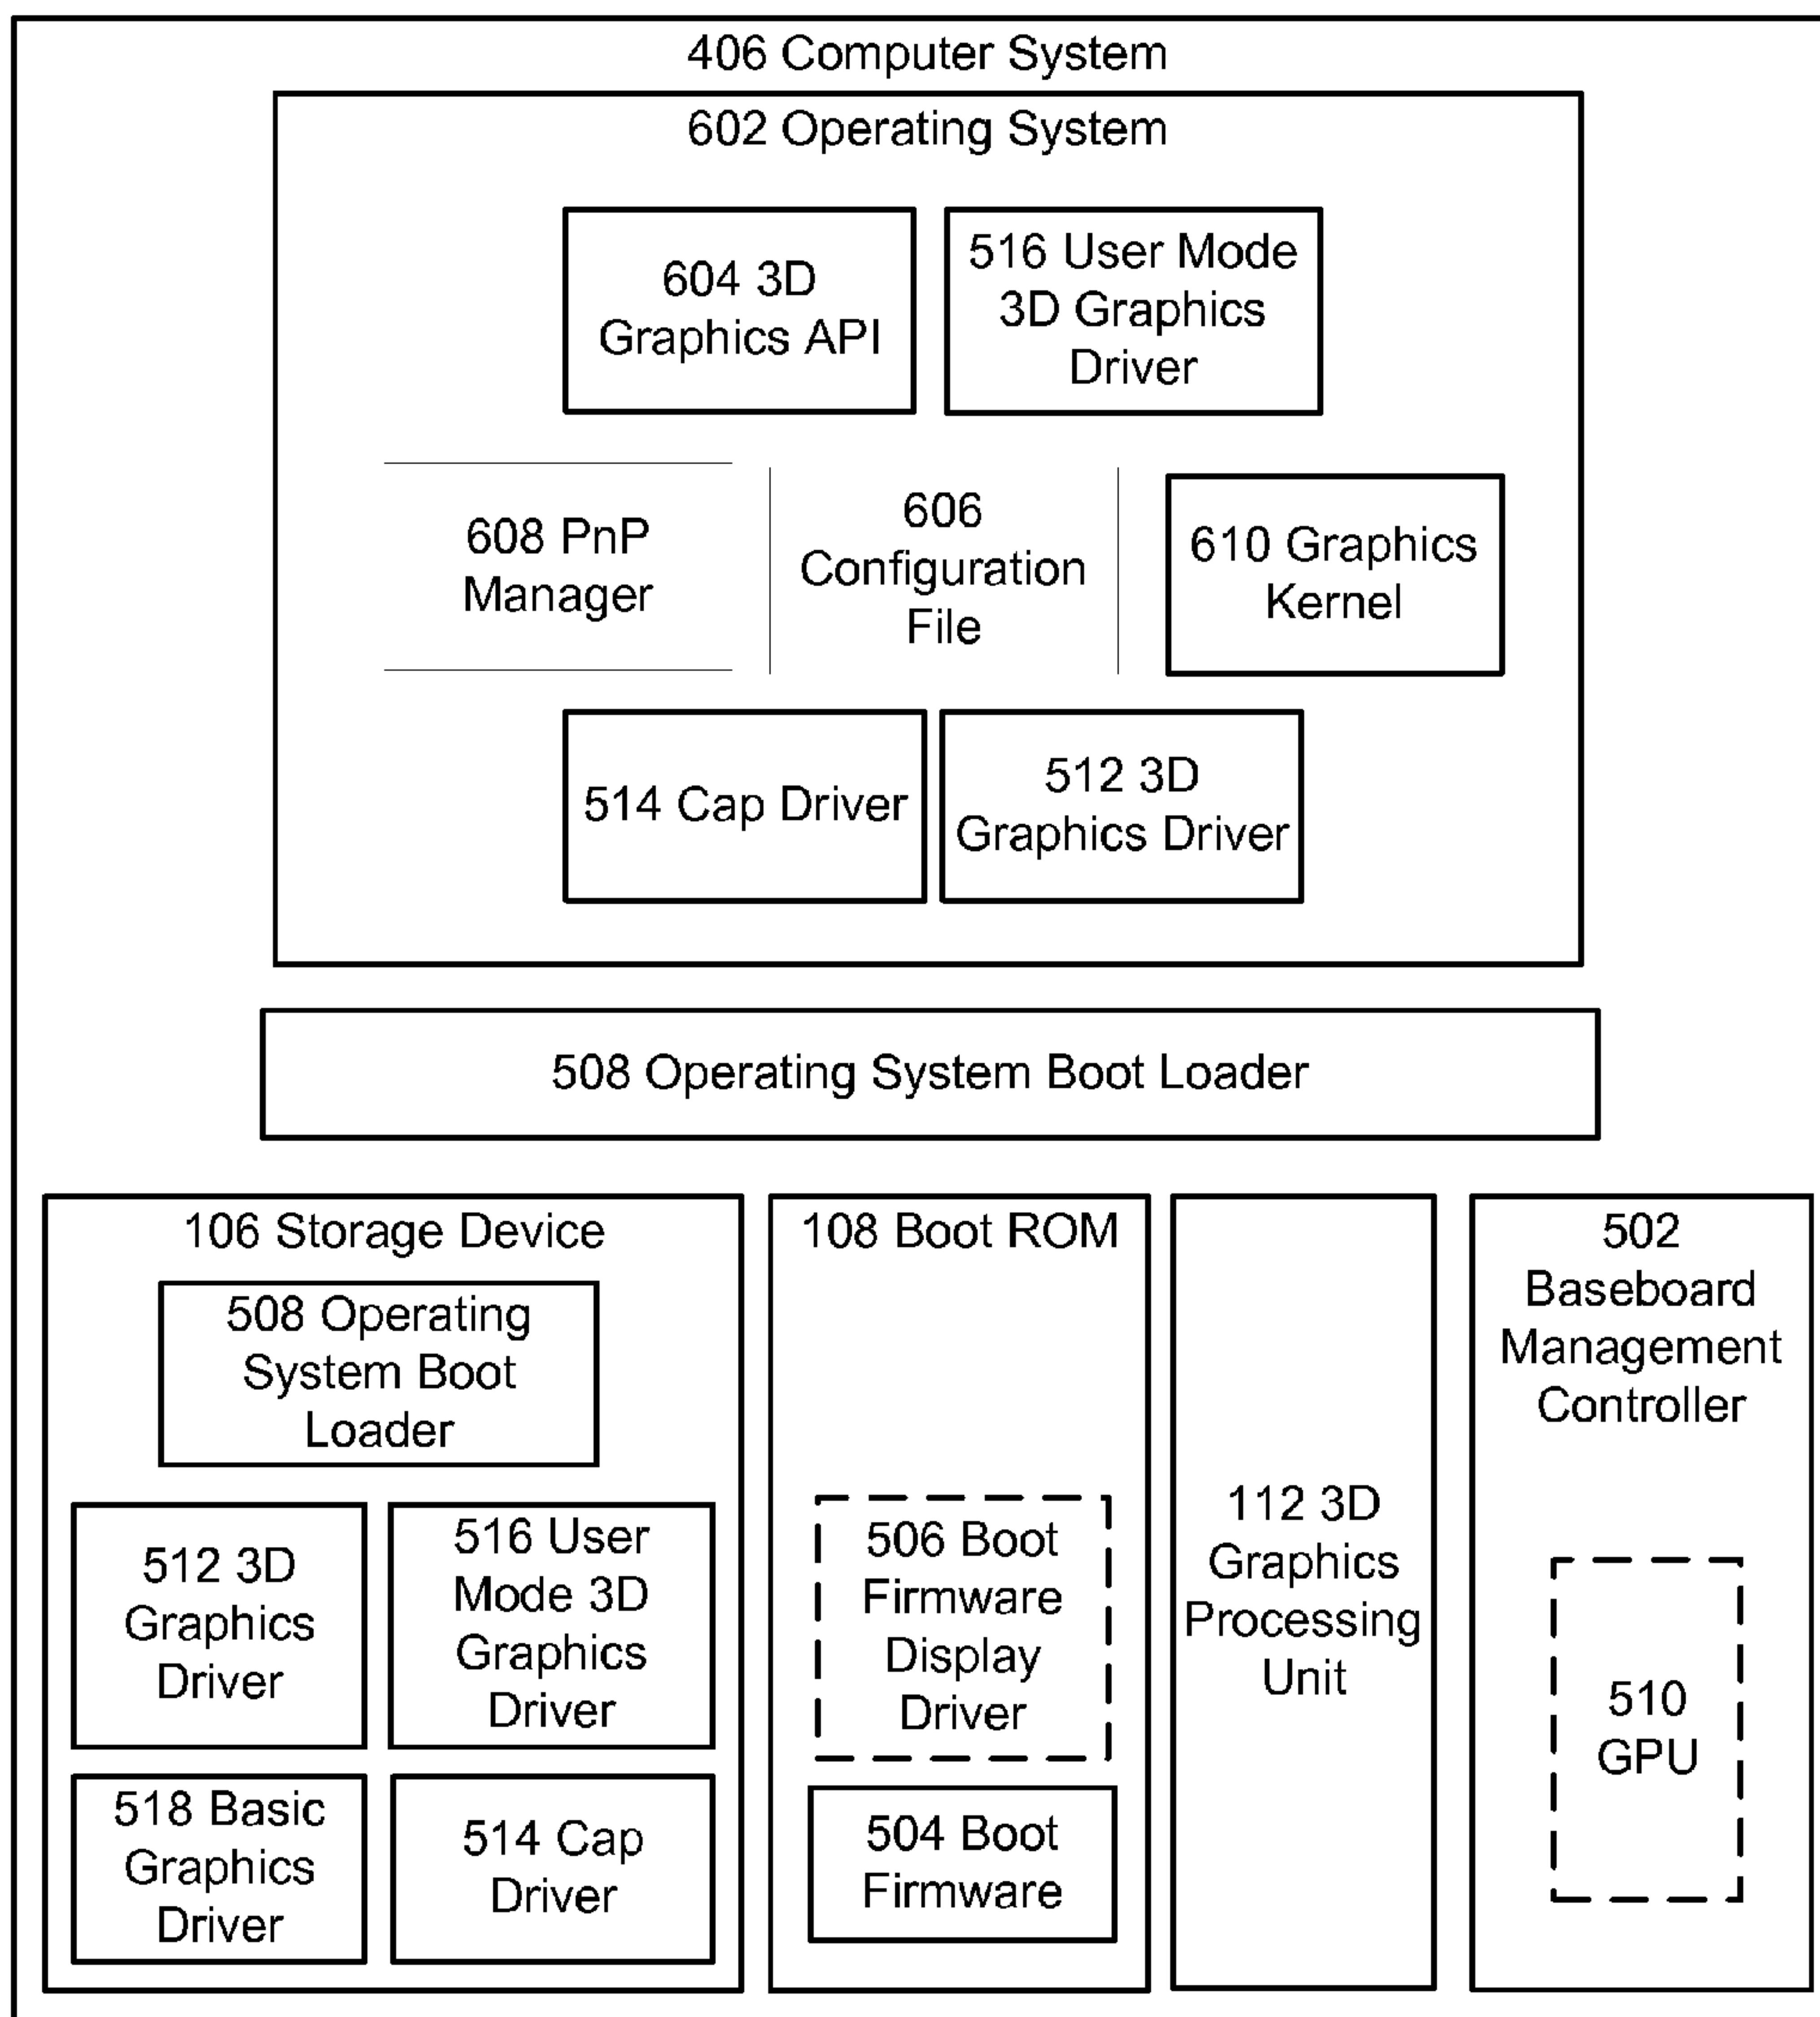 406 Computer System
602 Operating System
604 3D
Graphics API
516 User Mode
3D Graphics
Driver
608 PnP
Manager
606
Configuration
File
610 Graphics
Kernel
514 Cap Driver
512 3D
Graphics Driver
508 Operating System Boot Loader
106 Storage Device
508 Operating
System Boot
Loader
512 3D
Graphics
Driver
516 User
Mode 3D
Graphics
Driver
518 Basic
Graphics
Driver
514 Cap
Driver
108 Boot ROM
506 Boot
Firmware
Display
Driver
504 Boot
Firmware
112 3D
Graphics
Processing
Unit
502
Baseboard
Management
Controller
510
GPU